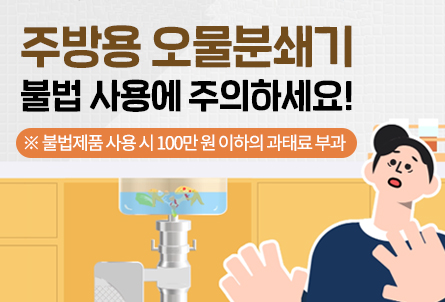 주방용 오물분쇄기
불법 사용에 주의하세요!
※ 불법제품 사용 시 100만 원 이하의 과태료 부과